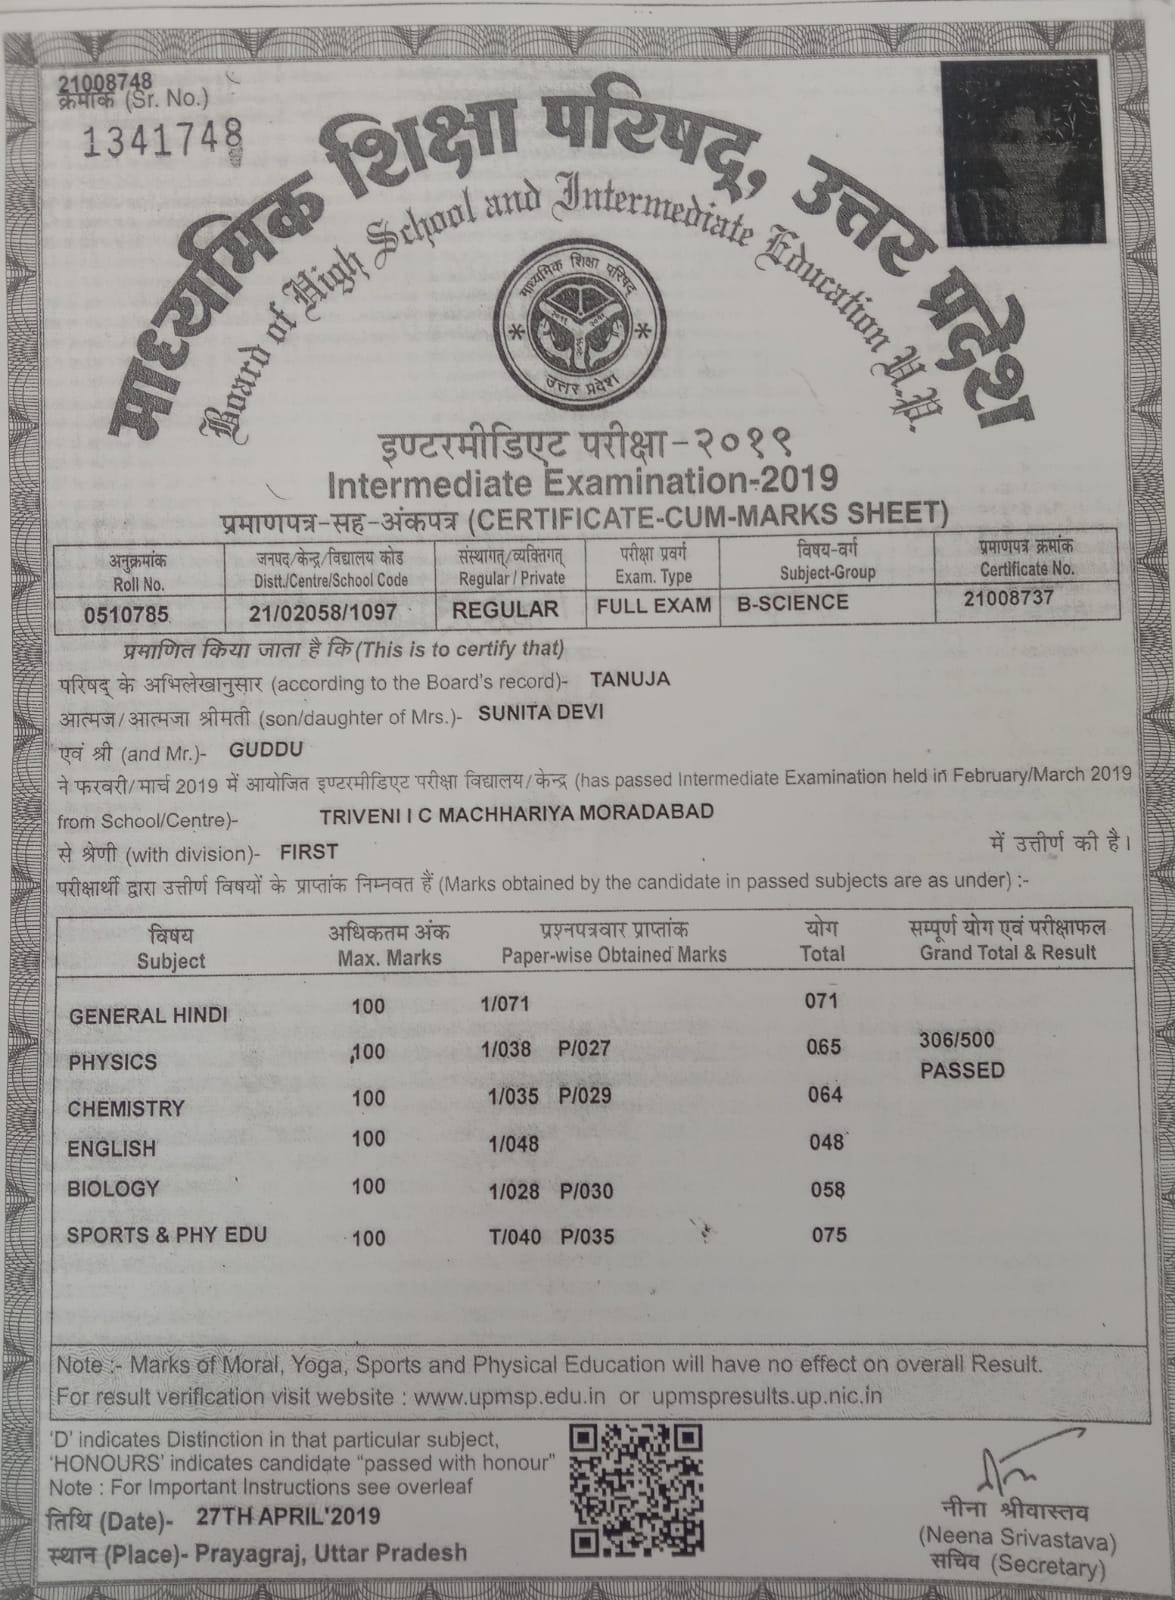 21008748
क्रमांक (Sr. No.)
1341748
माध्यमिक शिक्षा परिषद्, उत्तर प्रदेश
Board of High School and Intermediate Education U.P.
माध्यमिक शिक्षा परिषद्
उत्तर प्रदेश
इण्टरमीडिएट परीक्षा-२०१९
Intermediate Examination-2019
प्रमाणपत्र-सह-अंकपत्र (CERTIFICATE-CUM-MARKS SHEET)
अनुक्रमांक जनपद/केन्द्र/विद्यालय कोड संस्थागत्/व्यक्तिगत् परीक्षा प्रवर्ग विषय-वर्ग प्रमाणपत्र क्रमांक
Roll No. Distt./Centre/School Code Regular / Private Exam. Type Subject-Group Certificate No.
0510785 21/02058/1097 REGULAR FULL EXAM B-SCIENCE 21008737
प्रमाणित किया जाता है कि (This is to certify that)
परिषद् के अभिलेखानुसार (according to the Board's record)- TANUJA
आत्मज/आत्मजा श्रीमती (son/daughter of Mrs.)- SUNITA DEVI
एवं श्री (and Mr.)- GUDDU
ने फरवरी/मार्च 2019 में आयोजित इण्टरमीडिएट परीक्षा विद्यालय/केन्द्र (has passed Intermediate Examination held in February/March 2019
from School/Centre)- TRIVENI I C MACHHARIYA MORADABAD
से श्रेणी (with division)- FIRST में उत्तीर्ण की है।
परीक्षार्थी द्वारा उत्तीर्ण विषयों के प्राप्तांक निम्नवत हैं (Marks obtained by the candidate in passed subjects are as under) :-
विषय अधिकतम अंक प्रश्नपत्रवार प्राप्तांक योग सम्पूर्ण योग एवं परीक्षाफल
Subject Max. Marks Paper-wise Obtained Marks Total Grand Total & Result
GENERAL HINDI 100 1/071 071
PHYSICS 100 1/038 P/027 065 306/500
PASSED
CHEMISTRY 100 1/035 P/029 064
ENGLISH 100 1/048 048
BIOLOGY 100 1/028 P/030 058
SPORTS & PHY EDU 100 T/040 P/035 075
Note :- Marks of Moral, Yoga, Sports and Physical Education will have no effect on overall Result.
For result verification visit website : www.upmsp.edu.in or upmspresults.up.nic.in
'D' indicates Distinction in that particular subject,
'HONOURS' indicates candidate "passed with honour"
Note : For Important Instructions see overleaf
तिथि (Date)- 27TH APRIL'2019
स्थान (Place)- Prayagraj, Uttar Pradesh
नीना श्रीवास्तव
(Neena Srivastava)
सचिव (Secretary)